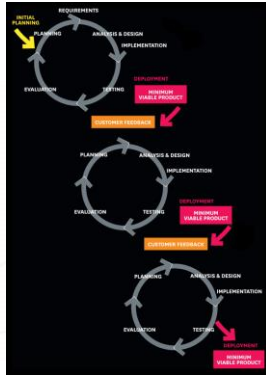 REQUIREMENTS
INITIAL
PLANNING
PLANNING
ANALYSIS & DESIGN
IMPLEMENTATION
DEPLOYMENT
MINIMUM
VIABLE PRODUCT
EVALUATION
TESTING
CUSTOMER FEEDBACK
PLANNING
ANALYSIS & DESIGN
IMPLEMENTATION
DEPLOYMENT
MINIMUM
VIABLE PRODUCT
EVALUATION
TESTING
CUSTOMER FEEDBACK
PLANNING
ANALYSIS & DESIGN
IMPLEMENTATION
EVALUATION
TESTING
DEPLOYMENT
MINIMUM
VIABLE PRODUCT